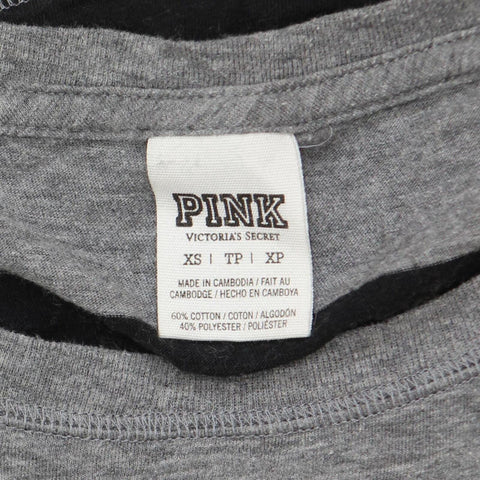 PINK
VICTORIA'S SECRET
XS | TP | XP
MADE IN CAMBODIA / FAIT AU
CAMBODGE / HECHO EN CAMBOYA
60% COTTON / COTON / ALGODÓN
40% POLYESTER / POLIÉSTER